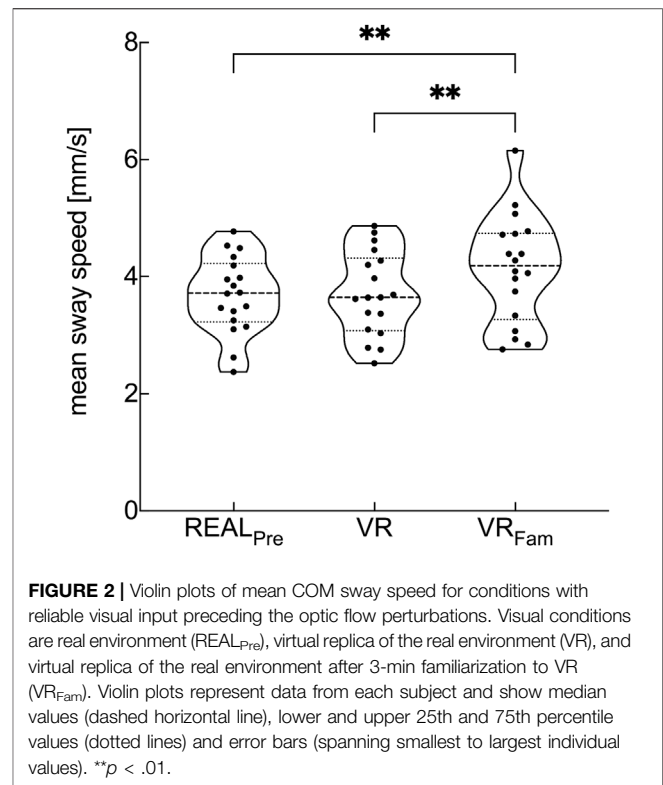 **
**
8
6
4
2
0
mean sway speed [mm/s]
REALPre
VR
VRFam
FIGURE 2 | Violin plots of mean COM sway speed for conditions with
reliable visual input preceding the optic flow perturbations. Visual conditions
are real environment (REALPre), virtual replica of the real environment (VR), and
virtual replica of the real environment after 3-min familiarization to VR
(VRFam). Violin plots represent data from each subject and show median
values (dashed horizontal line), lower and upper 25th and 75th percentile
values (dotted lines) and error bars (spanning smallest to largest individual
values). **p < .01.